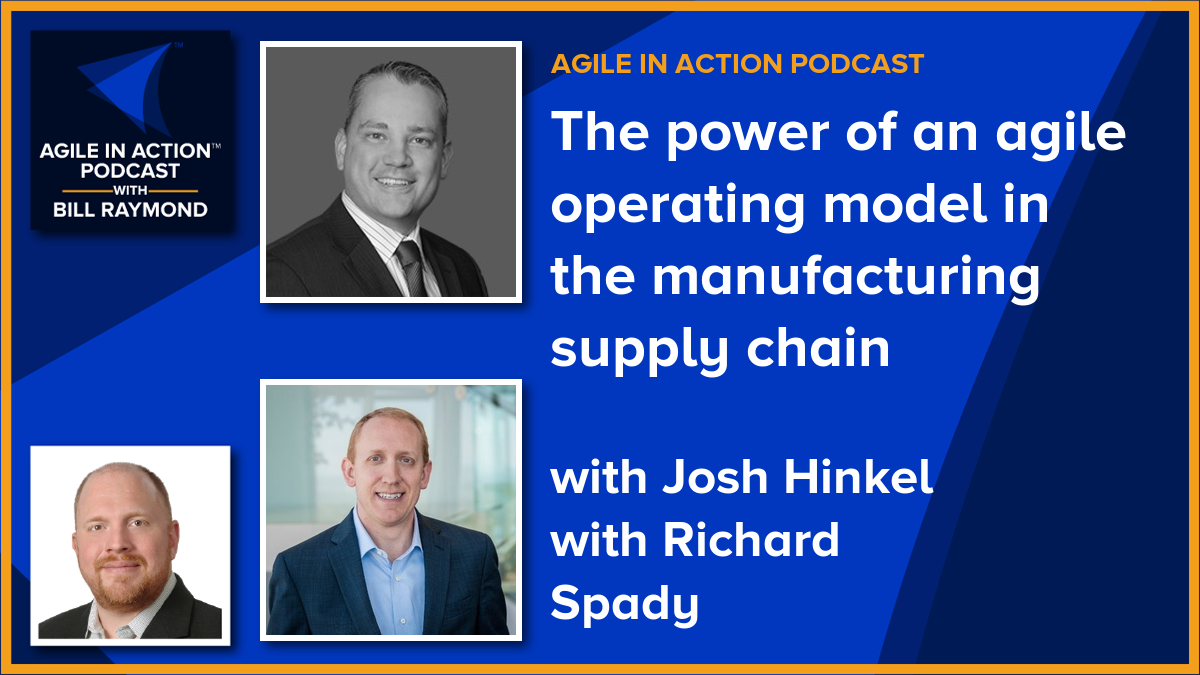 AGILE IN ACTION™
PODCAST
WITH
BILL RAYMOND
AGILE IN ACTION PODCAST
The power of an agile
operating model in
the manufacturing
supply chain
with Josh Hinkel
with Richard
Spady